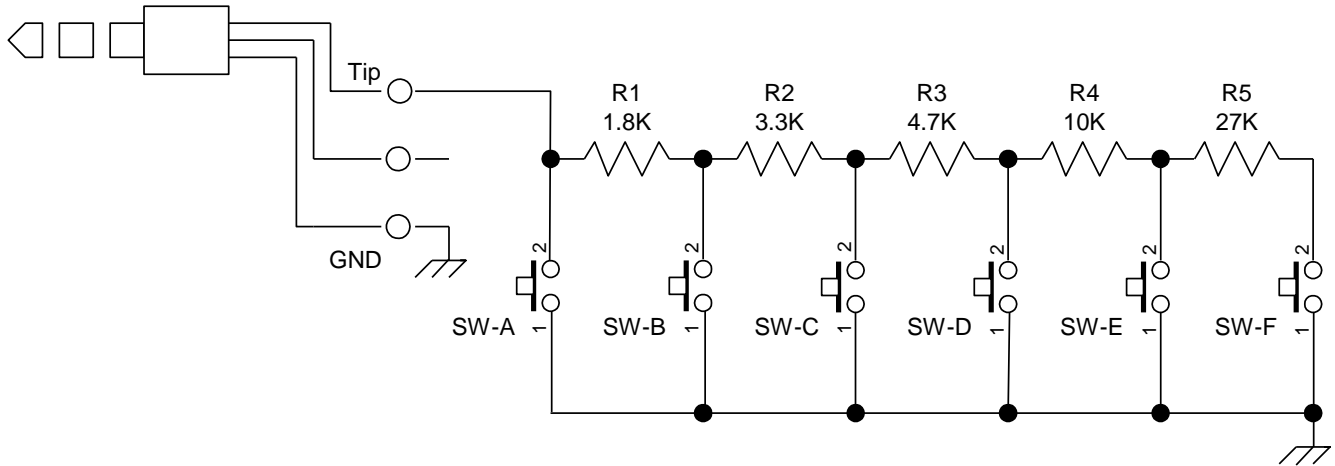 Tip
GND
R1
1.8K
R2
3.3K
R3
4.7K
R4
10K
R5
27K
2
2
2
2
2
2
SW-A
1
SW-B
1
SW-C
1
SW-D
1
SW-E
1
SW-F
1